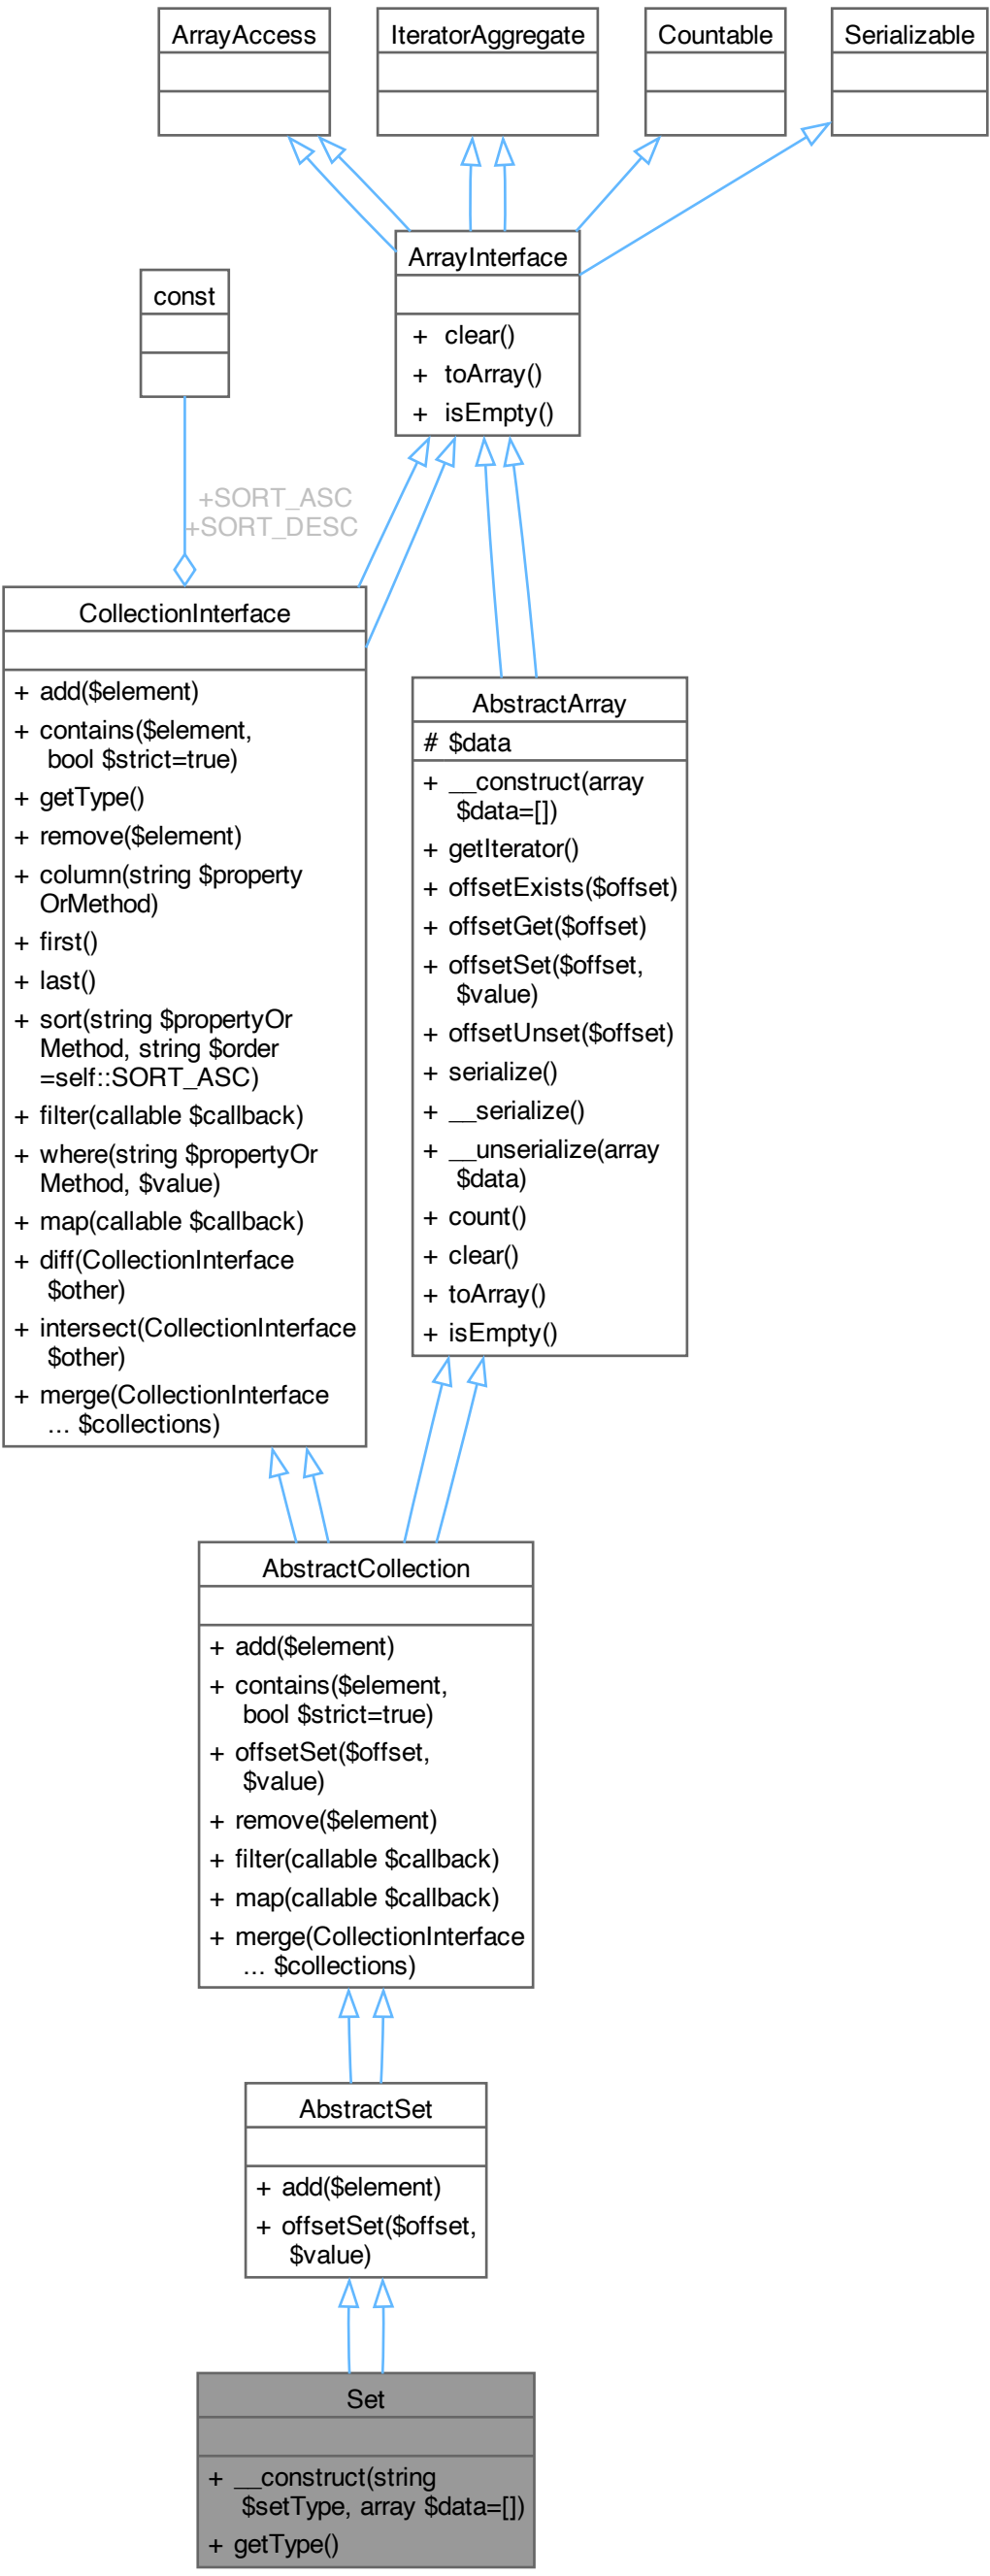 ArrayAccess
IteratorAggregate
Countable
Serializable
ArrayInterface
+ clear()
+ toArray()
+ isEmpty()
const
+SORT_ASC
+SORT_DESC
CollectionInterface
+ add($element)
+ contains($element,
bool $strict=true)
+ getType()
+ remove($element)
+ column(string $property
OrMethod)
+ first()
+ last()
+ sort(string $propertyOr
Method, string $order
=self::SORT_ASC)
+ filter(callable $callback)
+ where(string $propertyOr
Method, $value)
+ map(callable $callback)
+ diff(CollectionInterface
$other)
+ intersect(CollectionInterface
$other)
+ merge(CollectionInterface
... $collections)
AbstractArray
# $data
+ __construct(array
$data=[])
+ getIterator()
+ offsetExists($offset)
+ offsetGet($offset)
+ offsetSet($offset,
$value)
+ offsetUnset($offset)
+ serialize()
+ __serialize()
+ __unserialize(array
$data)
+ count()
+ clear()
+ toArray()
+ isEmpty()
AbstractCollection
+ add($element)
+ contains($element,
bool $strict=true)
+ offsetSet($offset,
$value)
+ remove($element)
+ filter(callable $callback)
+ map(callable $callback)
+ merge(CollectionInterface
... $collections)
AbstractSet
+ add($element)
+ offsetSet($offset,
$value)
Set
+ __construct(string
$setType, array $data=[])
+ getType()